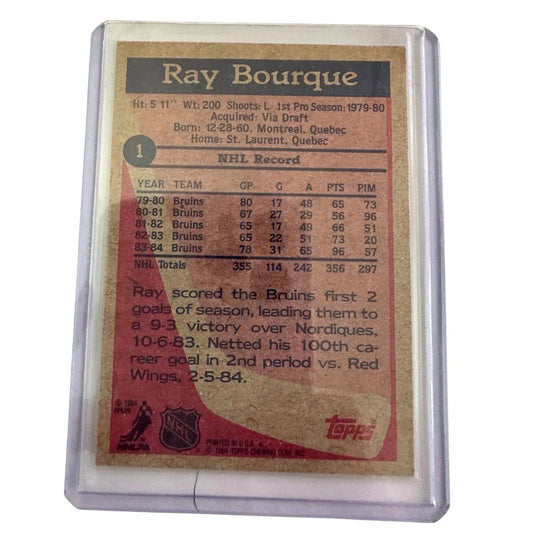 Ray Bourque
Ht: 5'11" Wt: 200 Shoots: L 1st Pro Season: 1979-80
Acquired: Via Draft
Born: 12-28-60, Montreal, Quebec
Home: St. Laurent, Quebec
1
NHL Record
YEAR TEAM GP G A PTS PIM
79-80 Bruins 80 17 48 65 73
80-81 Bruins 67 27 29 56 96
81-82 Bruins 65 17 49 66 51
82-83 Bruins 65 22 51 73 20
83-84 Bruins 78 31 65 96 57
NHL Totals 355 114 242 356 297
Ray scored the Bruins first 2
goals of season, leading them to
a 9-3 victory over Nordiques,
10-6-83. Netted his 100th ca-
reer goal in 2nd period vs. Red
Wings, 2-5-84.
© 1984
NHLPA
NHLPA
NHL
topps
PRINTED IN U.S.A.
© 1984 TOPPS CHEWING GUM, INC.